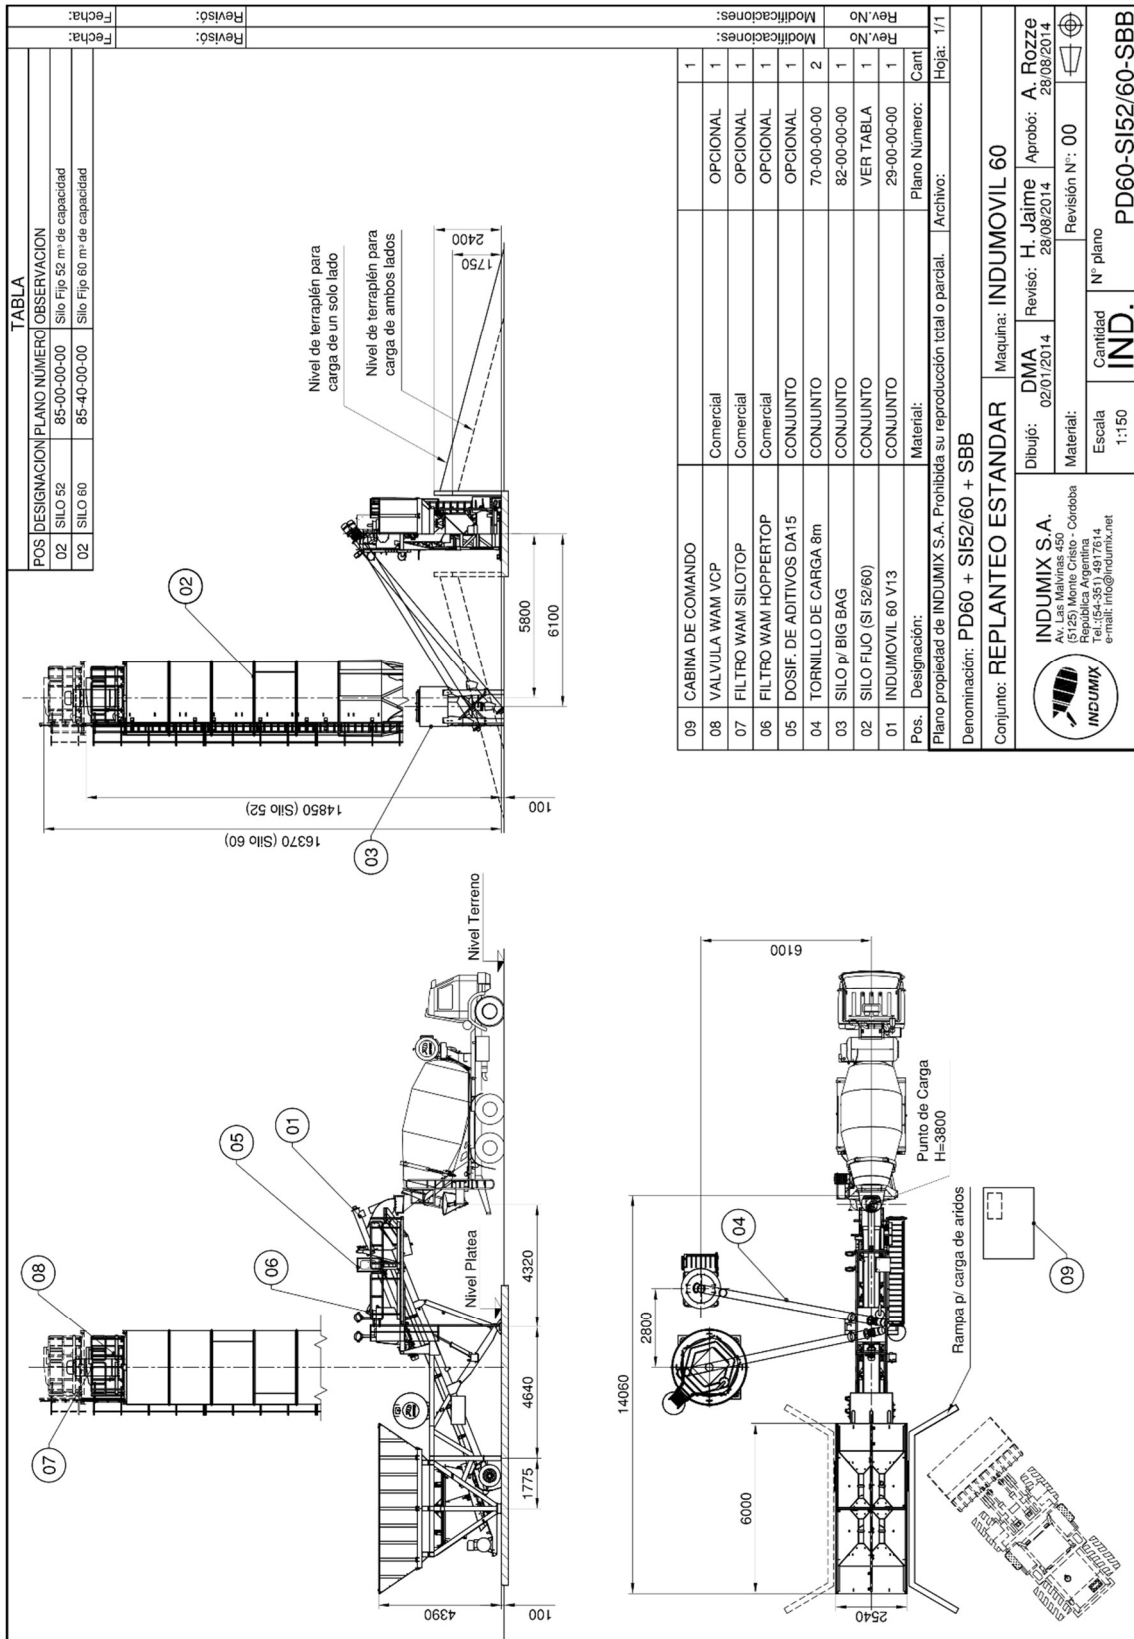 Fecha:
Revisó:
Modificaciones:
Rev.No
Fecha:
Revisó:
Modificaciones:
Rev.No
TABLA
POS DESIGNACION PLANO NÚMERO OBSERVACION
02 SILO 52 85-00-00-00 Silo Fijo 52 m³ de capacidad
02 SILO 60 85-40-00-00 Silo Fijo 60 m³ de capacidad
08
07
06
05
01
Nivel Platea
Nivel Terreno
4390
100
1775
4640
4320
02
03
16370 (Silo 60)
14850 (Silo 52)
100
5800
6100
Nivel de terraplén para
carga de un solo lado
Nivel de terraplén para
carga de ambos lados
1750
2400
14060
6000
2800
2540
6100
04
09
Punto de Carga
H=3800
Rampa p/ carga de aridos
09 CABINA DE COMANDO 1
08 VALVULA WAM VCP Comercial OPCIONAL 1
07 FILTRO WAM SILOTOP Comercial OPCIONAL 1
06 FILTRO WAM HOPPERTOP Comercial OPCIONAL 1
05 DOSIF. DE ADITIVOS DA15 CONJUNTO OPCIONAL 1
04 TORNILLO DE CARGA 8m CONJUNTO 70-00-00-00 2
03 SILO p/ BIG BAG CONJUNTO 82-00-00-00 1
02 SILO FIJO (SI 52/60) CONJUNTO VER TABLA 1
01 INDUMOVIL 60 V13 CONJUNTO 29-00-00-00 1
Pos. Designación: Material: Plano Número: Cant
Plano propiedad de INDUMIX S.A. Prohibida su reproducción total o parcial. Archivo: Hoja: 1/1
Denominación: PD60 + SI52/60 + SBB
Conjunto: REPLANTEO ESTANDAR Maquina: INDUMOVIL 60
INDUMIX
INDUMIX S.A.
Av. Las Malvinas 450
(5125) Monte Cristo - Córdoba
República Argentina
Tel.:(54-351) 4917614
e-mail: info@indumix.net
Dibujó: DMA
02/01/2014
Revisó: H. Jaime
28/08/2014
Aprobó: A. Rozze
28/08/2014
Material:
Revisión N°: 00
Escala
1:150
Cantidad
IND.
N° plano
PD60-SI52/60-SBB